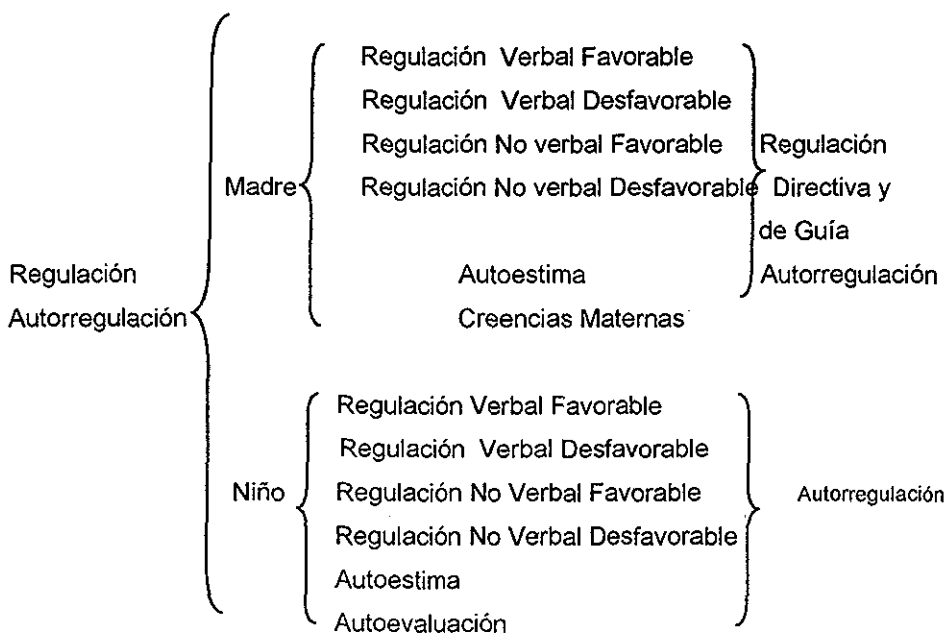 Regulación Verbal Favorable
Regulación Verbal Desfavorable
Regulación No verbal Favorable
Regulación No verbal Desfavorable
Autoestima
Creencias Maternas
Madre
Regulación
Directiva y
de Guía
Autorregulación
Regulación
Autorregulación
Regulación Verbal Favorable
Regulación Verbal Desfavorable
Regulación No Verbal Favorable
Regulación No Verbal Desfavorable
Autoestima
Autoevaluación
Niño
Autorregulación